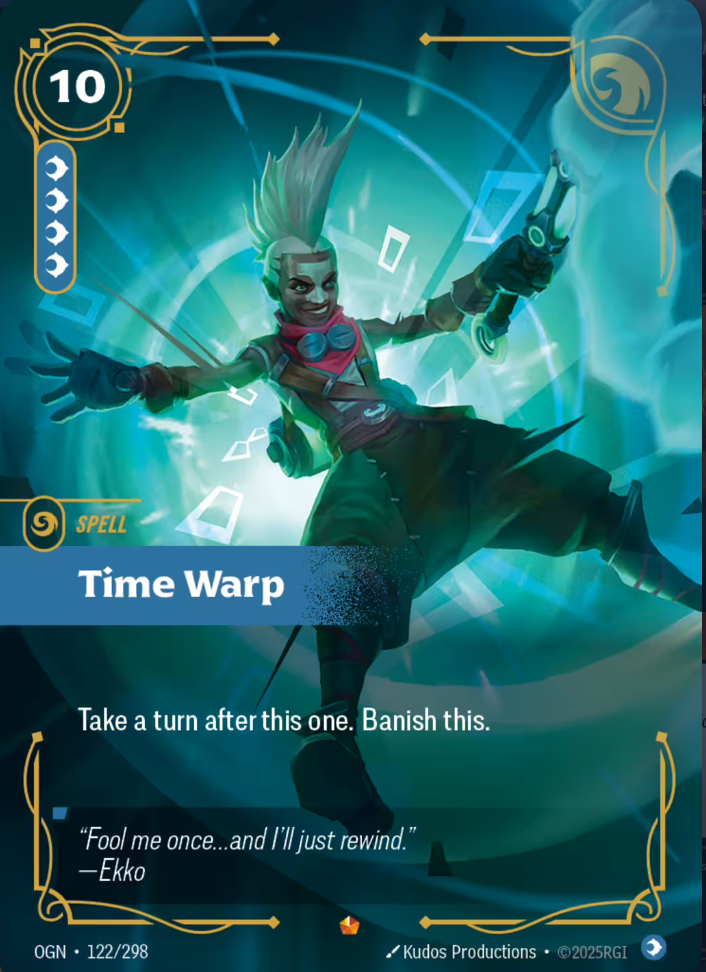 10
SPELL
Time Warp
Take a turn after this one. Banish this.
“Fool me once...and I’ll just rewind.”
—Ekko
OGN • 122/298
Kudos Productions • ©2025RGI